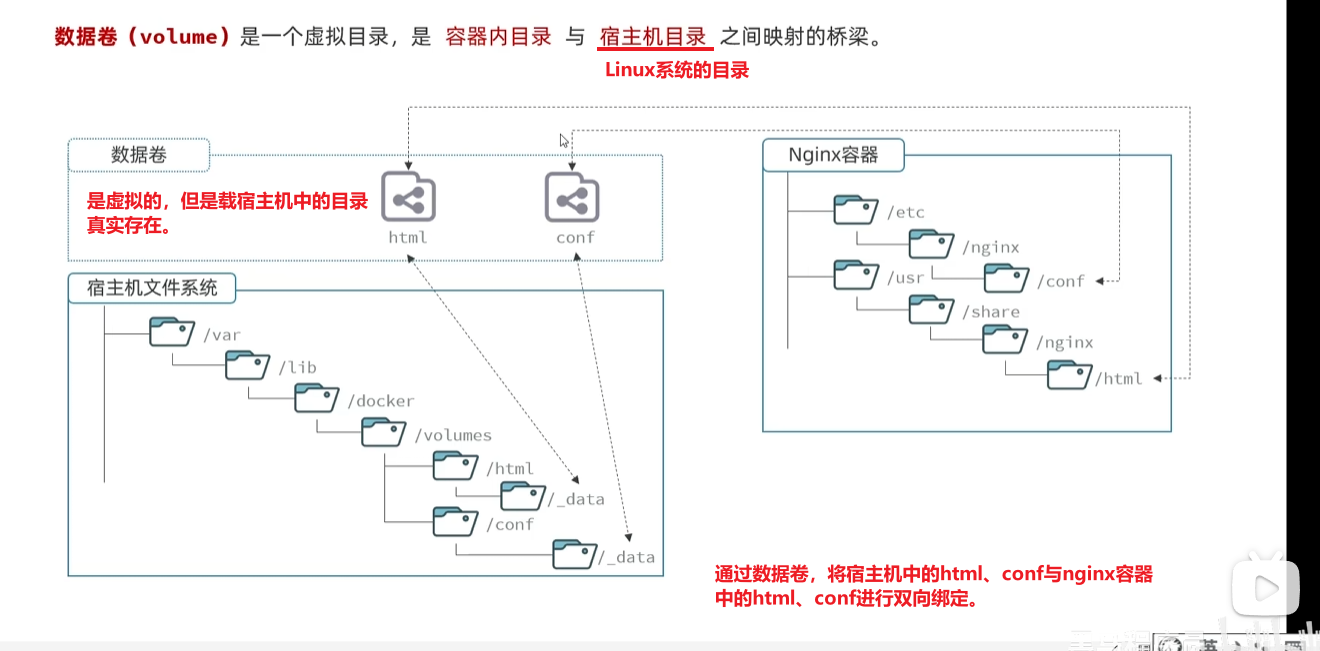 数据卷（volume）是一个虚拟目录，是 容器内目录 与 宿主机目录 之间映射的桥梁。
Linux系统的目录
数据卷
是虚拟的，但是载宿主机中的目录
真实存在。
html
conf
宿主机文件系统
/var
/lib
/docker
/volumes
/html
/_data
/conf
/_data
Nginx容器
/etc
/nginx
/conf
/usr
/share
/nginx
/html
通过数据卷，将宿主机中的html、conf与nginx容器
中的html、conf进行双向绑定。
英